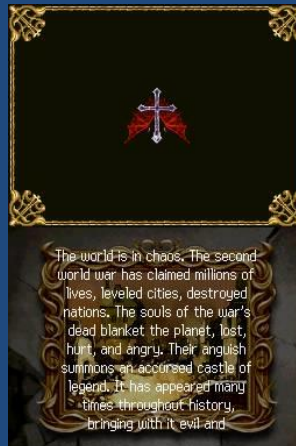 The world is in chaos. The second
world war has claimed millions of
lives, leveled cities, destroyed
nations. The souls of the war's
dead blanket the planet, lost,
hurt, and angry. Their anguish
summons an accursed castle of
legend. It has appeared many
times throughout history,
bringing with it evil and